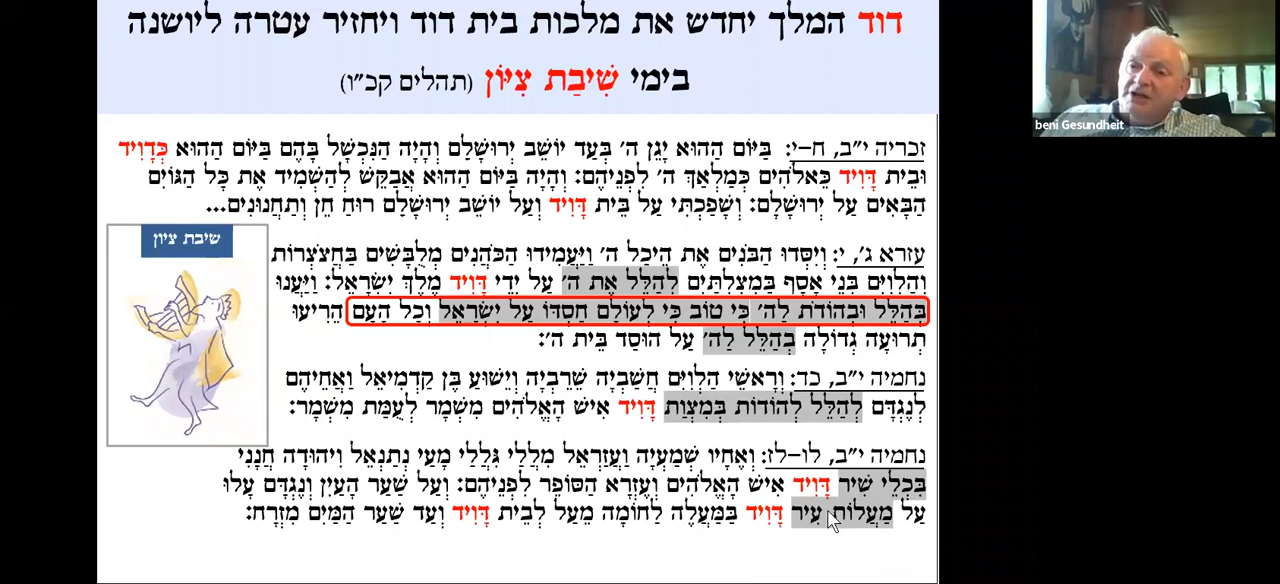 דוד המלך יחדש את מלכות בית דוד ויחזיר עטרה ליושנה
בימי שִׁיבַת צִיּוֹן (תהלים קכ״ו)
beni Gesundheit
זכריה י״ב, ח–י: בַּיּוֹם הַהוּא יָגֵן ה׳ בְּעַד יוֹשֵׁב יְרוּשָׁלִַם וְהָיָה הַנִּכְשָׁל בָּהֶם בַּיּוֹם הַהוּא כְּדָוִיד
וּבֵית דָּוִיד כֵּאלֹהִים כְּמַלְאַךְ ה׳ לִפְנֵיהֶם: וְהָיָה בַּיּוֹם הַהוּא אֲבַקֵּשׁ לְהַשְׁמִיד אֶת כָּל הַגּוֹיִם
הַבָּאִים עַל יְרוּשָׁלִָם: וְשָׁפַכְתִּי עַל בֵּית דָּוִיד וְעַל יוֹשֵׁב יְרוּשָׁלִַם רוּחַ חֵן וְתַחֲנוּנִים...
שיבת ציון
עזרא ג׳, י: וְיִסְּדוּ הַבֹּנִים אֶת הֵיכַל ה׳ וַיַּעֲמִידוּ הַכֹּהֲנִים מְלֻבָּשִׁים בַּחֲצֹצְרוֹת
וְהַלְוִיִּם בְּנֵי אָסָף בַּמְצִלְתַּיִם לְהַלֵּל אֶת ה׳ עַל יְדֵי דָּוִיד מֶלֶךְ יִשְׂרָאֵל: וַיַּעֲנוּ
בְּהַלֵּל וּבְהוֹדֹת לַה׳ כִּי טוֹב כִּי לְעוֹלָם חַסְדּוֹ עַל יִשְׂרָאֵל וְכָל הָעָם הֵרִיעוּ
תְרוּעָה גְדוֹלָה בְהַלֵּל לַה׳ עַל הוּסַד בֵּית ה׳:
נחמיה י״ב, כד: וְרָאשֵׁי הַלְוִיִּם חֲשַׁבְיָה שֵׁרֵבְיָה וְיֵשׁוּעַ בֶּן קַדְמִיאֵל וַאֲחֵיהֶם
לְנֶגְדָּם לְהַלֵּל לְהוֹדוֹת בְּמִצְוַת דָּוִיד אִישׁ הָאֱלֹהִים מִשְׁמָר לְעֻמַּת מִשְׁמָר:
נחמיה י״ב, לו–לז: וְאֶחָיו שְׁמַעְיָה וַעֲזַרְאֵל מִלֲלַי גִּלֲלַי מָעַי נְתַנְאֵל וִיהוּדָה חֲנָנִי
בִּכְלֵי שִׁיר דָּוִיד אִישׁ הָאֱלֹהִים וְעֶזְרָא הַסּוֹפֵר לִפְנֵיהֶם: וְעַל שַׁעַר הָעַיִן וְנֶגְדָּם עָלוּ
עַל מַעֲלוֹת עִיר דָּוִיד בַּמַּעֲלֶה לַחוֹמָה מֵעַל לְבֵית דָּוִיד וְעַד שַׁעַר הַמַּיִם מִזְרָח: